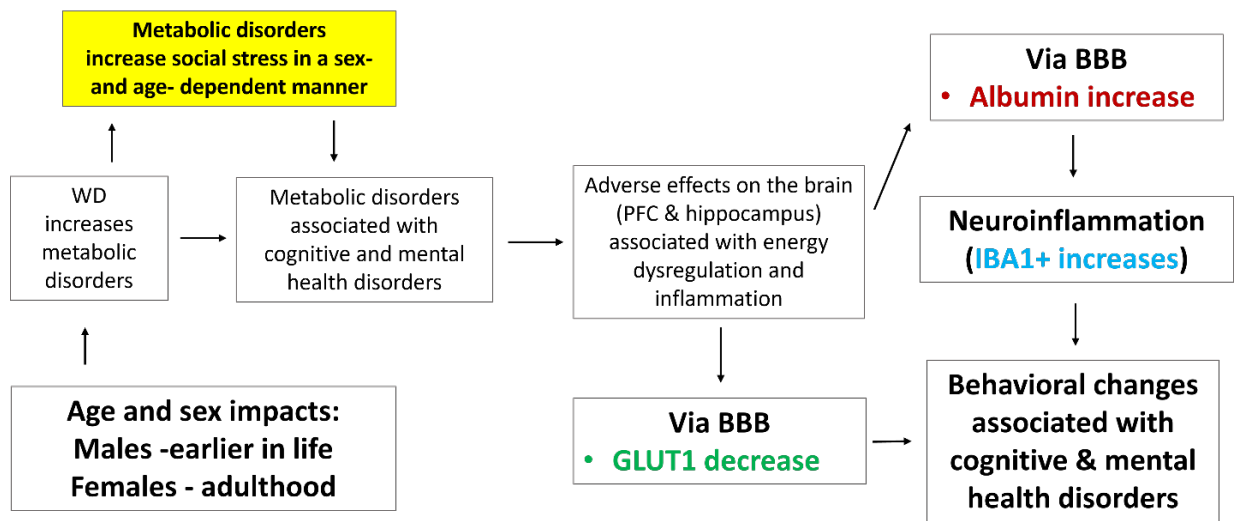 Metabolic disorders
increase social stress in a sex-
and age- dependent manner
WD
increases
metabolic
disorders
Metabolic disorders
associated with
cognitive and mental
health disorders
Adverse effects on the brain
(PFC & hippocampus)
associated with energy
dysregulation and
inflammation
Via BBB
• Albumin increase
Neuroinflammation
(IBA1+ increases)
Age and sex impacts:
Males -earlier in life
Females - adulthood
Via BBB
• GLUT1 decrease
Behavioral changes
associated with
cognitive & mental
health disorders